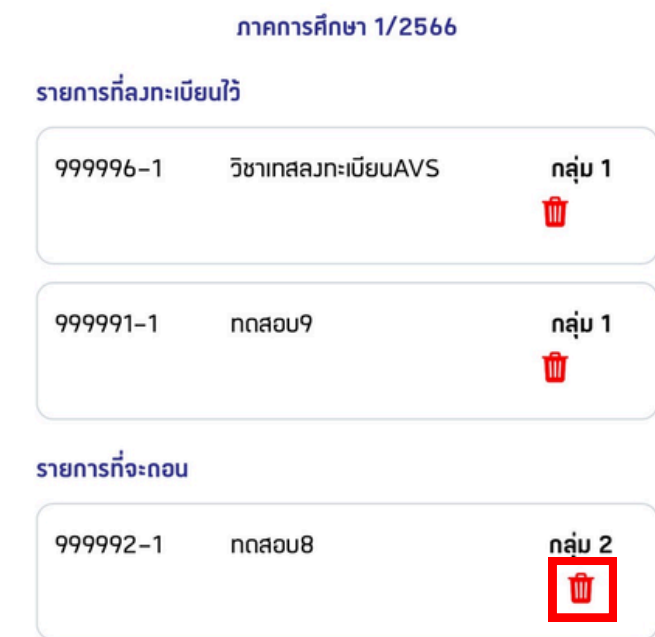 ภาคการศึกษา 1/2566
รายการที่ลงทะเบียนไว้
999996-1 วิชาเทสลงทะเบียนAVS กลุ่ม 1
999991-1 ทดสอบ9 กลุ่ม 1
รายการที่จะถอน
999992-1 ทดสอบ8 กลุ่ม 2